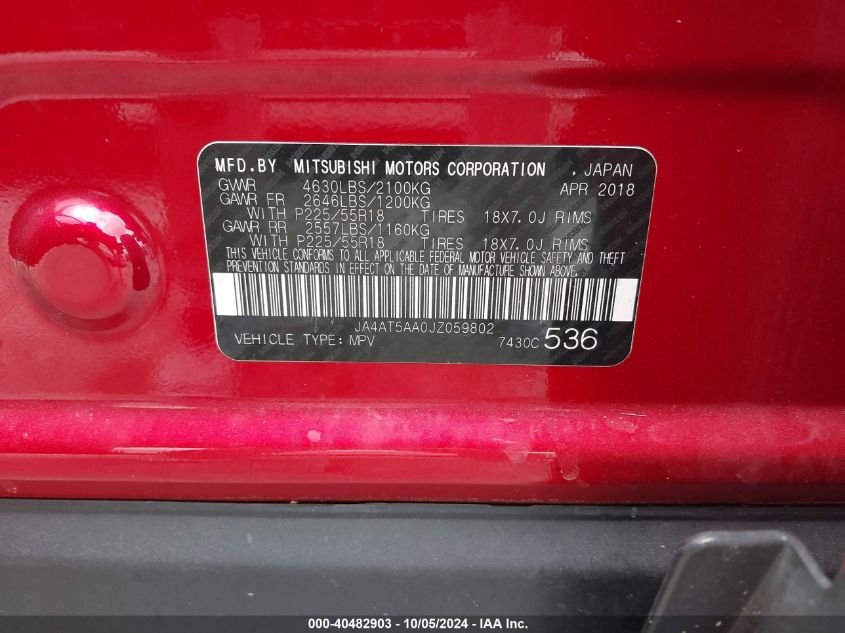 MFD.BY MITSUBISHI MOTORS CORPORATION , JAPAN
GVWR 4630LBS/2100KG APR 2018
GAWR FR 2646LBS/1200KG
WITH P225/55R18 TIRES 18X7.0J RIMS
GAWR RR 2557LBS/1160KG
WITH P225/55R18 TIRES 18X7.0J RIMS
THIS VEHICLE CONFORMS TO ALL APPLICABLE FEDERAL MOTOR VEHICLE SAFETY AND THEFT
PREVENTION STANDARDS IN EFFECT ON THE DATE OF MANUFACTURE SHOWN ABOVE.
JA4AT5AA0JZ059802
VEHICLE TYPE: MPV 7430C 536
000-40482903 - 10/05/2024 - IAA Inc.